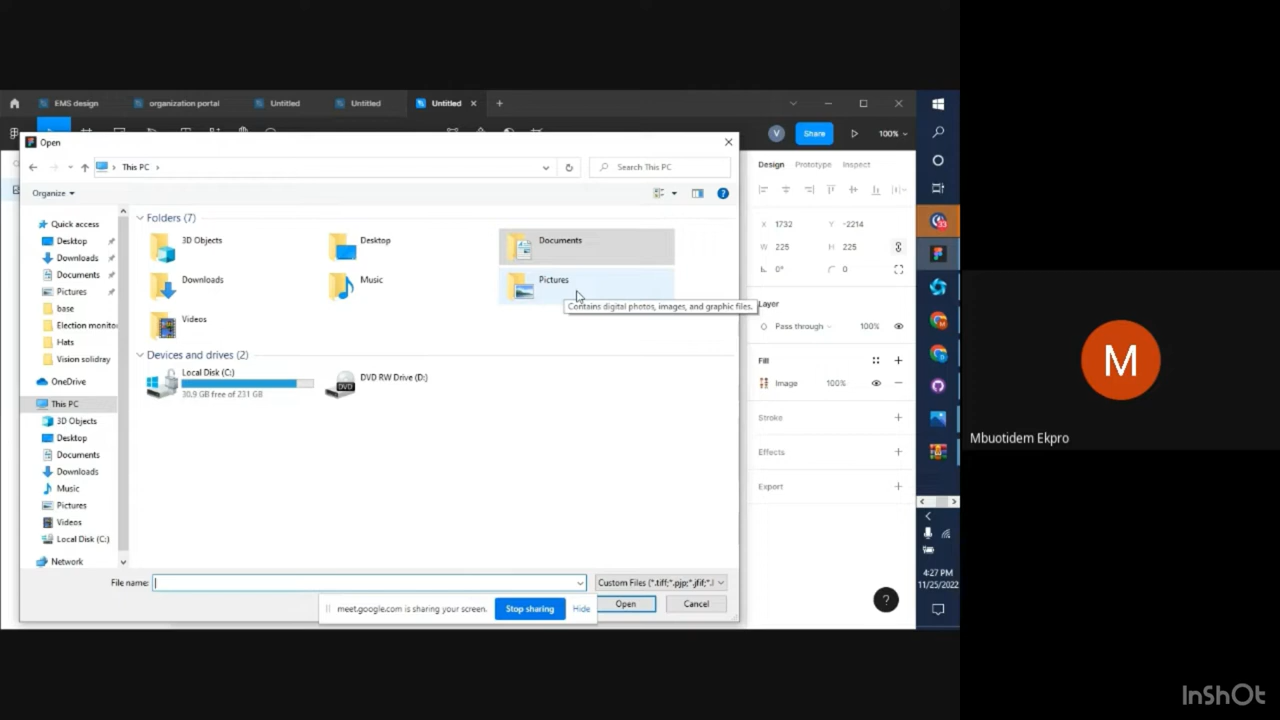 EMS design
organization portal
Untitled
Untitled
Untitled
V
Share
100%
Open
This PC
Search This PC
Organize
Design
Prototype
Inspect
X 1732 Y -2214
W 225 H 225
0° 0
Layer
Pass through 100%
Fill
Image 100%
Stroke
Effects
Export
Quick access
Desktop
Downloads
Documents
Pictures
base
Election monito
Hats
Vision solidray
OneDrive
This PC
3D Objects
Desktop
Documents
Downloads
Music
Pictures
Videos
Local Disk (C:)
Network
Folders (7)
3D Objects
Desktop
Documents
Downloads
Music
Pictures
Contains digital photos, images, and graphic files.
Videos
Devices and drives (2)
Local Disk (C:)
30.9 GB free of 231 GB
DVD RW Drive (D:)
DVD
File name:
Custom Files (*.tiff;*.pjp;*.jfif;*.l
Open
Cancel
meet.google.com is sharing your screen.
Stop sharing
Hide
?
4:27 PM
11/25/2022
M
Mbuotidem Ekpro
InShOt